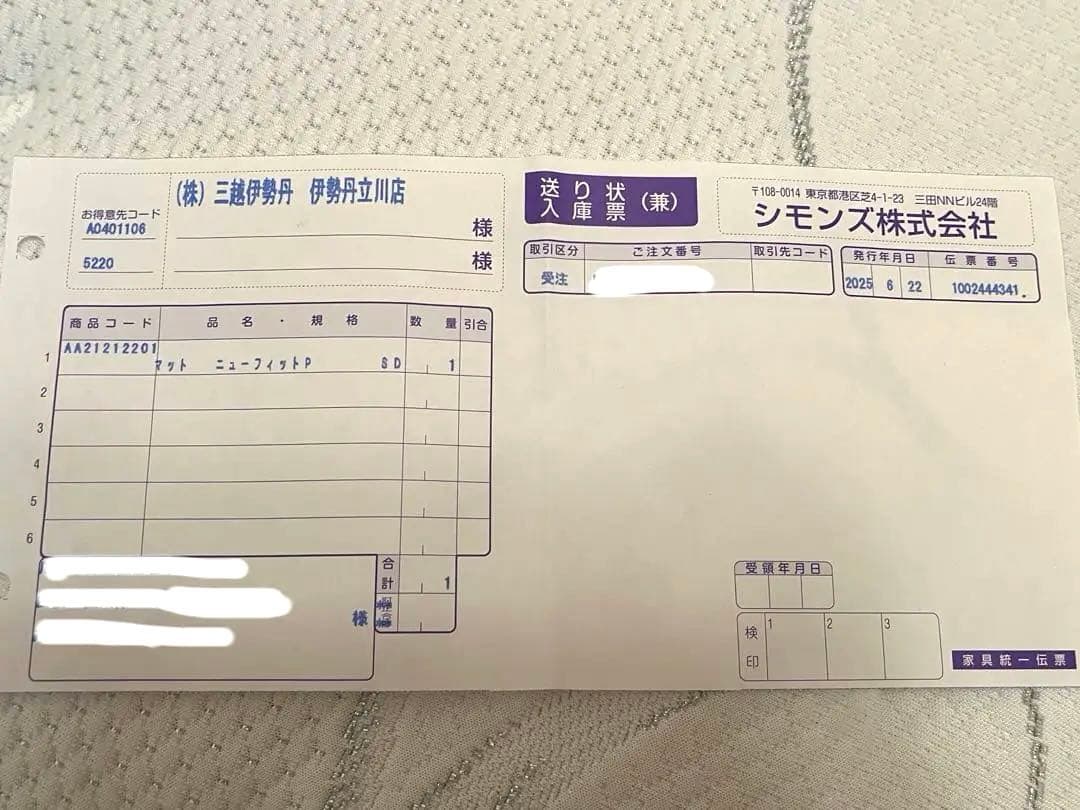 (株) 三越伊勢丹 伊勢丹立川店
お得意先コード
A0401106
様
5220
様
送り状
入庫票 (兼)
〒108-0014 東京都港区芝4-1-23 三田NNビル24階
シモンズ株式会社
取引区分 ご注文番号 取引先コード
受注
発行年月日 伝票番号
2025 6 22 1002444341.
商品コード 品名・規格 数量 引合
1 AA21212201
マット ニューフィットP SD 1
2
3
4
5
6
合計 1
様
受領年月日
検印 1 2 3
家具統一伝票